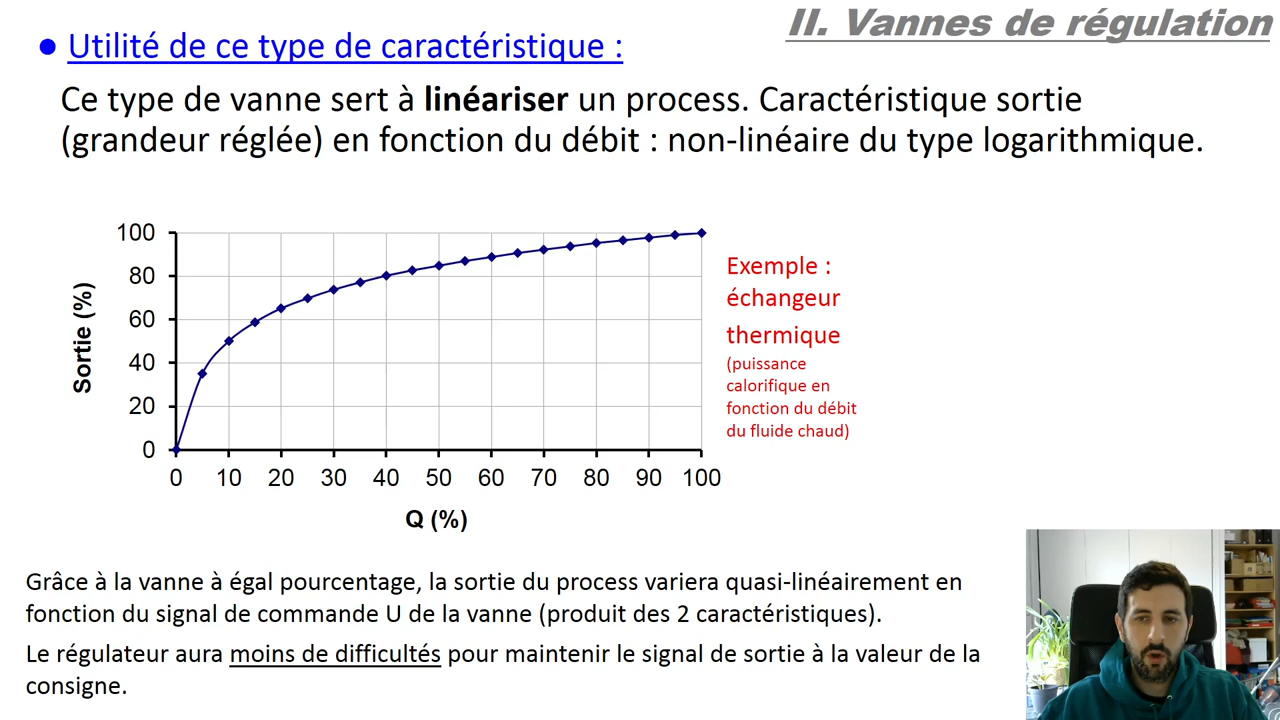 II. Vannes de régulation
● Utilité de ce type de caractéristique :
Ce type de vanne sert à linéariser un process. Caractéristique sortie
(grandeur réglée) en fonction du débit : non-linéaire du type logarithmique.
100
80
60
40
20
0
Sortie (%)
0 10 20 30 40 50 60 70 80 90 100
Q (%)
Exemple :
échangeur
thermique
(puissance
calorifique en
fonction du débit
du fluide chaud)
Grâce à la vanne à égal pourcentage, la sortie du process variera quasi-linéairement en
fonction du signal de commande U de la vanne (produit des 2 caractéristiques).
Le régulateur aura moins de difficultés pour maintenir le signal de sortie à la valeur de la
consigne.